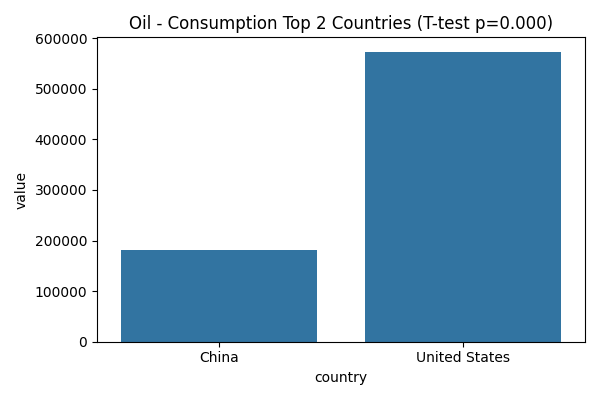 Oil - Consumption Top 2 Countries (T-test p=0.000)
600000
500000
400000
300000
200000
100000
0
value
China United States
country